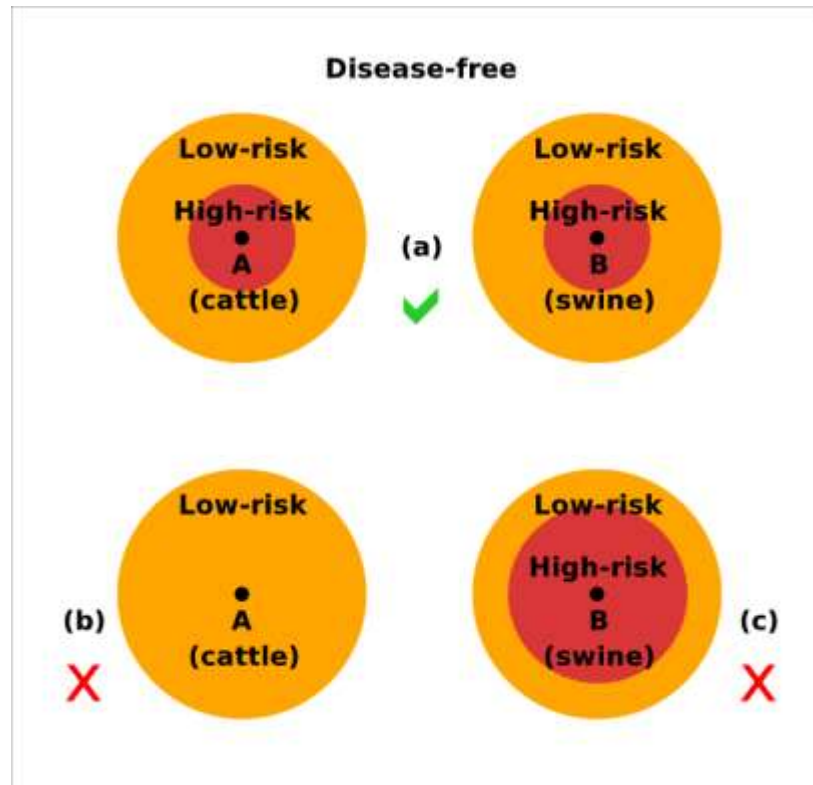 Disease-free
Low-risk
High-risk
A
(cattle)
(a)
Low-risk
High-risk
B
(swine)
(b)
Low-risk
A
(cattle)
X
Low-risk
High-risk
B
(swine)
(c)
X